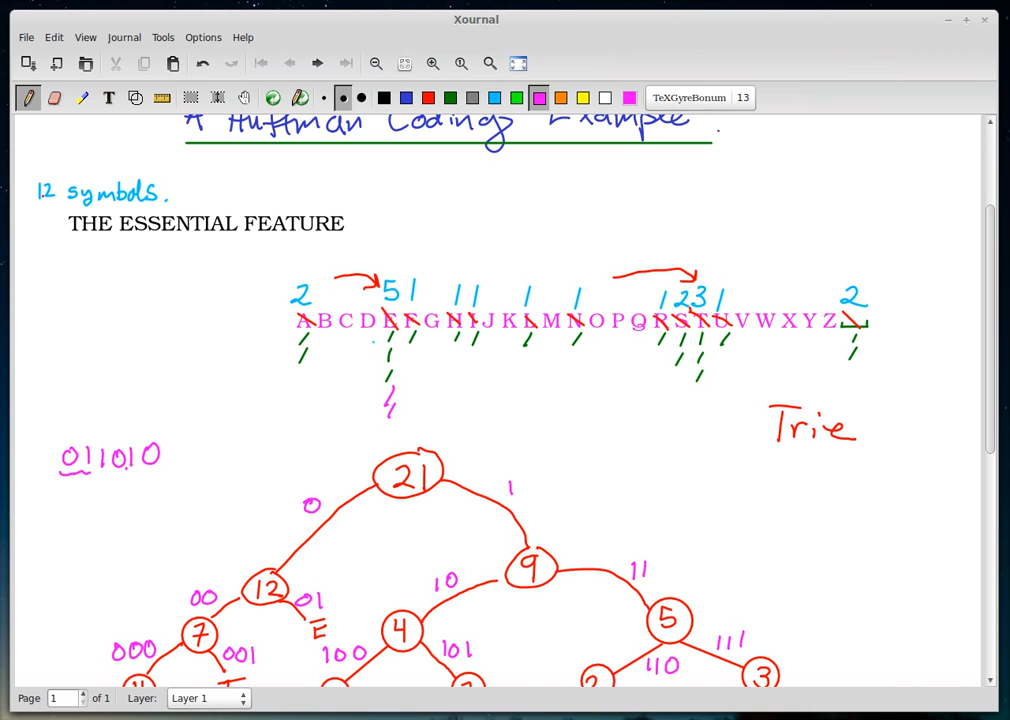 Xournal
File Edit View Journal Tools Options Help
TeXGyreBonum 13
A Huffman Coding Example.
12 symbols.
THE ESSENTIAL FEATURE
2 5 1 1 1 1 1 1 2 3 1 2
A B C D E F G H I J K L M N O P Q R S T U V W X Y Z
Trie
011010
21
0 1
12 9
00 01 10 11
7 E 4 5
000 001 100 101 110 111
3
Page 1 of 1 Layer: Layer 1